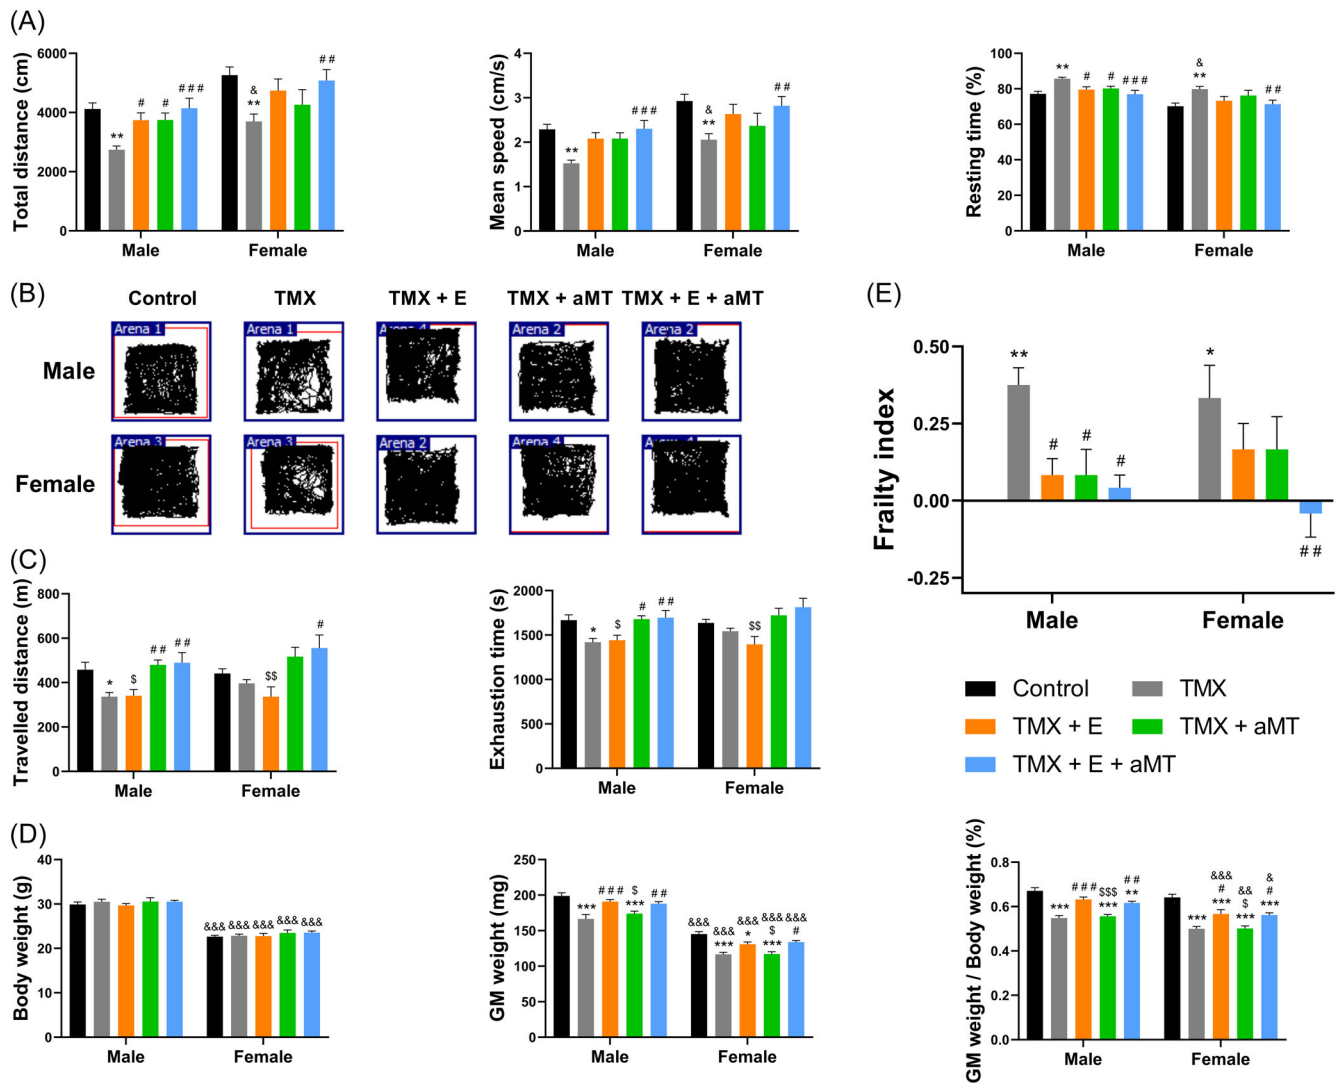 (A)
Total distance (cm)
6000
4000
2000
0
**
#
#
# # #
&
**
# #
Male
Female
Mean speed (cm/s)
4
3
2
1
0
**
# # #
&
**
# #
Male
Female
Resting time (%)
100
80
60
40
20
0
**
#
#
# # #
&
**
# #
Male
Female
(B)
Control
TMX
TMX + E
TMX + aMT
TMX + E + aMT
Male
Arena 1
Arena 1
Arena 4
Arena 2
Arena 2
Female
Arena 3
Arena 3
Arena 2
Arena 4
(C)
Travelled distance (m)
800
600
400
200
0
*
$
# #
# #
$$
#
Male
Female
Exhaustion time (s)
2000
1500
1000
500
0
*
$
#
# #
$$
Male
Female
(D)
Body weight (g)
40
30
20
10
0
&&& &&& &&& &&& &&&
Male
Female
GM weight (mg)
250
200
150
100
50
0
***
# # #
$
***
# #
&&&
&&&
***
&&&
*
&&&
$
***
&&&
#
Male
Female
(E)
Frailty index
0.50
0.25
0.00
-0.25
**
#
#
#
*
# #
Male
Female
Control
TMX
TMX + E
TMX + aMT
TMX + E + aMT
GM weight / Body weight (%)
0.8
0.6
0.4
0.2
0.0
***
# # #
$$$
***
# #
**
***
&&&
#
***
&&
$
***
&
#
***
Male
Female